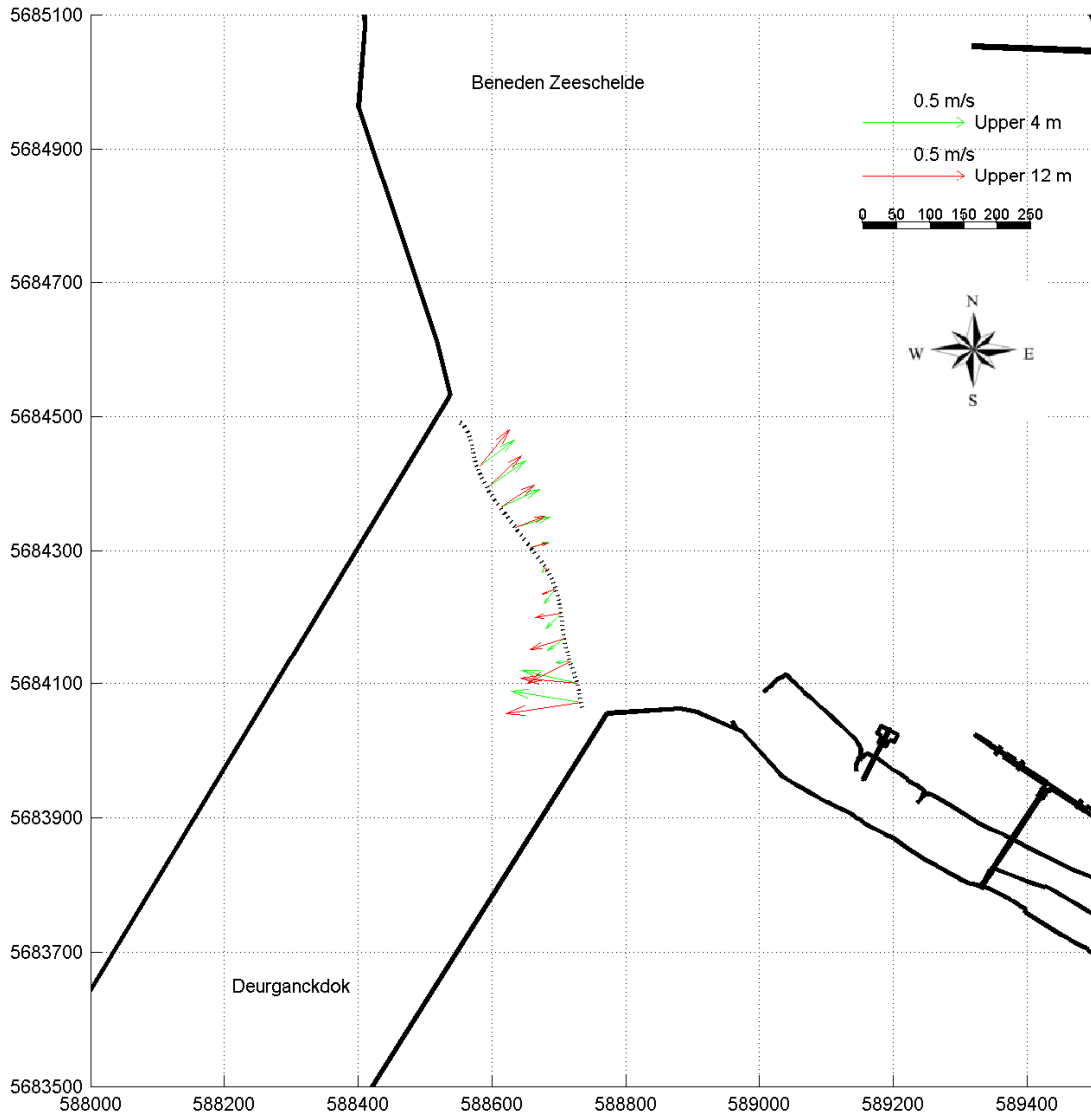 5685100
5684900
5684700
5684500
5684300
5684100
5683900
5683700
5683500
588000 588200 588400 588600 588800 589000 589200 589400
Beneden Zeeschelde
0.5 m/s
Upper 4 m
0.5 m/s
Upper 12 m
0 50 100 150 200 250
N
W E
S
Deurganckdok